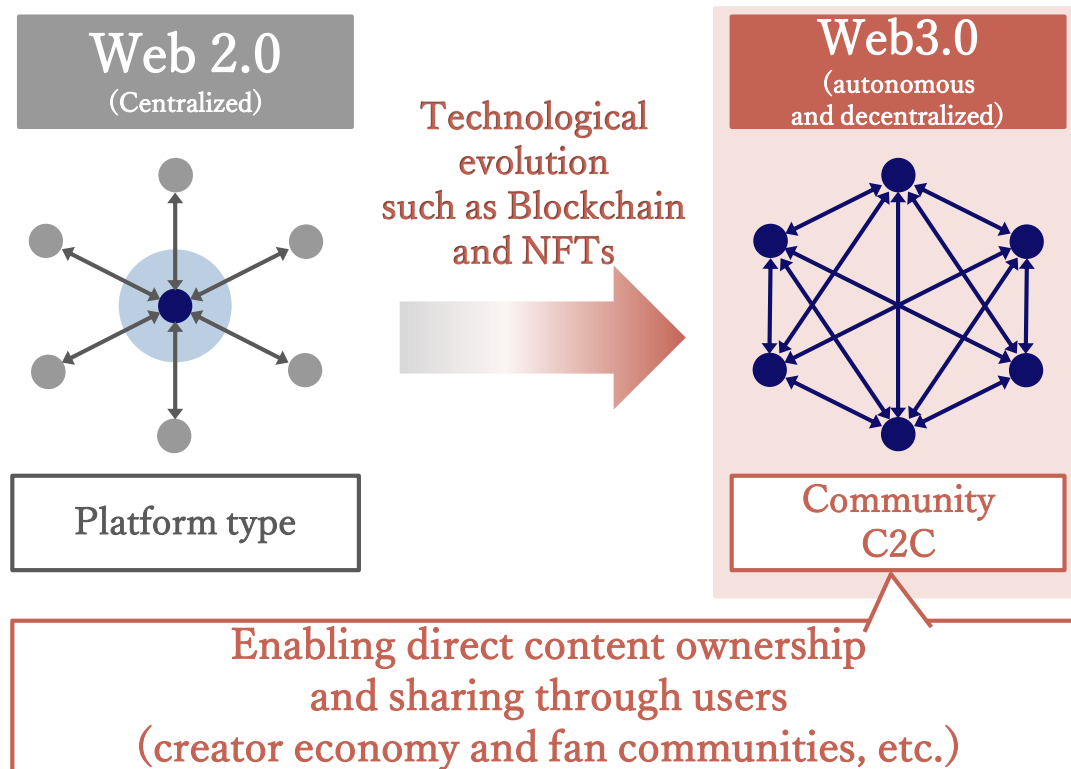 Web 2.0
(Centralized)
Technological
evolution
such as Blockchain
and NFTs
Web3.0
(autonomous
and decentralized)
Platform type
Community
C2C
Enabling direct content ownership
and sharing through users
(creator economy and fan communities, etc.)